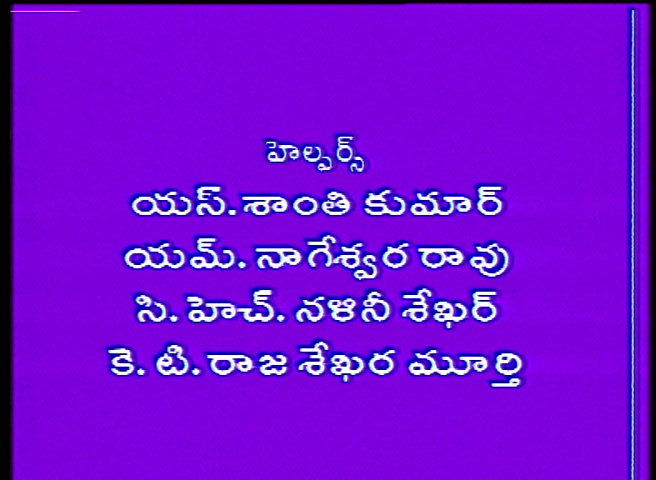 హెల్పర్స్
యస్. శాంతి కుమార్
యమ్. నాగేశ్వర రావు
సి. హెచ్. నళినీ శేఖర్
కె. టి. రాజ శేఖర మూర్తి